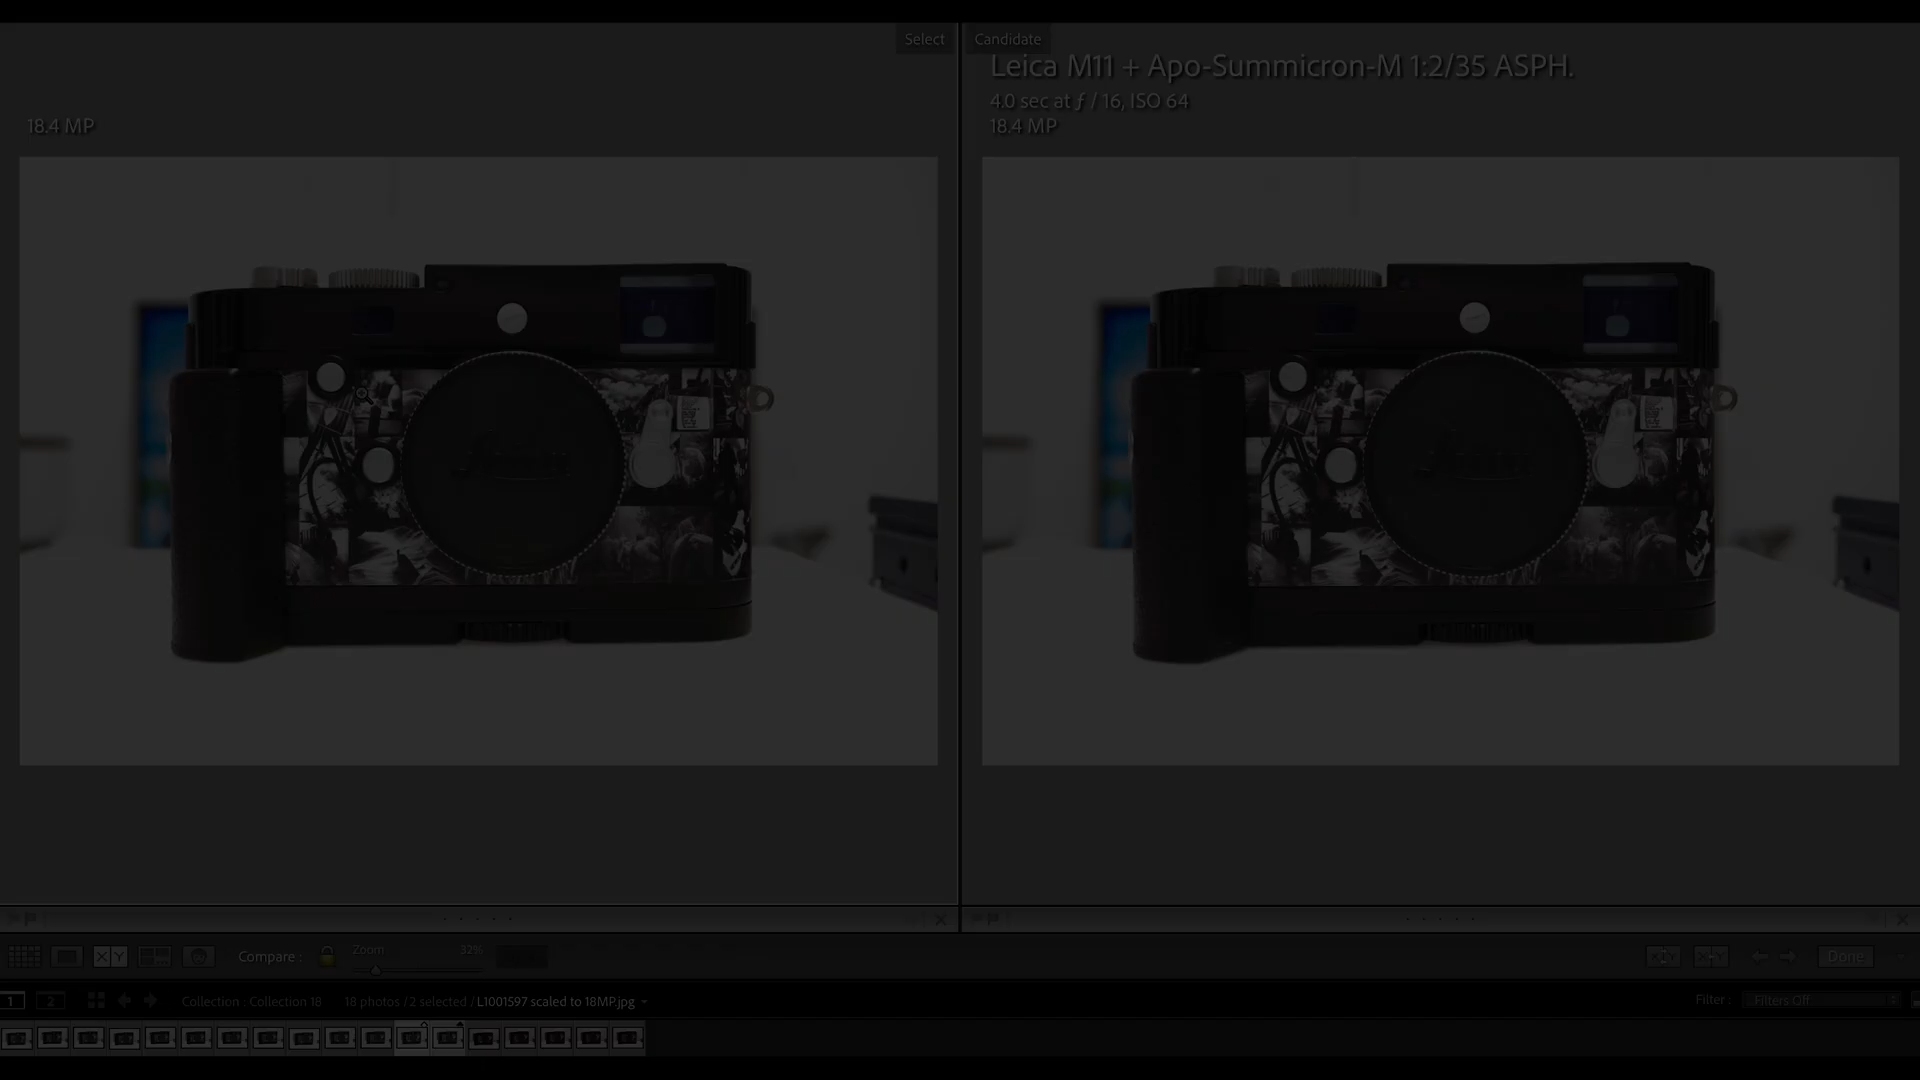 Select
Candidate
Leica M11 + Apo-Summicron-M 1:2/35 ASPH.
4.0 sec at ƒ / 16, ISO 64
18.4 MP
18.4 MP
Leica
Leica
Compare :
Zoom
32%
Done
1
2
Collection : Collection 18
18 photos / 2 selected / L1001597 scaled to 18MP.jpg
Filter :
Filters Off